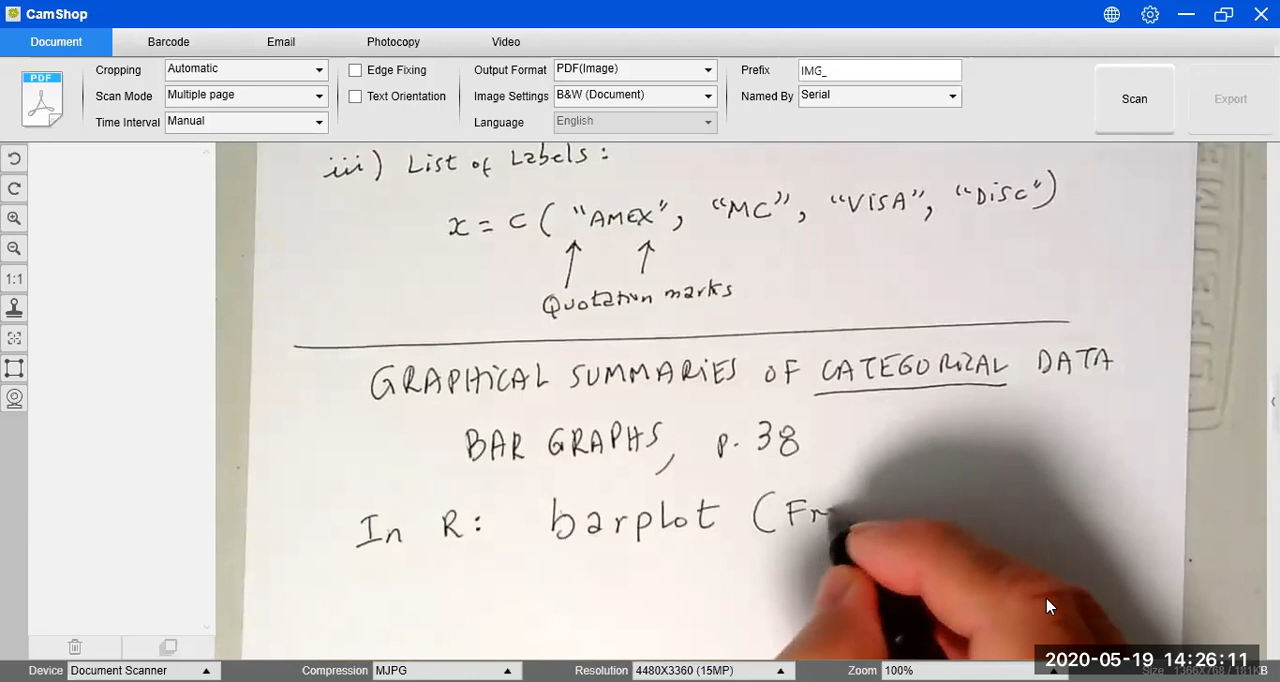 CamShop
Document Barcode Email Photocopy Video
PDF Cropping Automatic Edge Fixing Output Format PDF(Image) Prefix IMG_ Scan Export
Scan Mode Multiple page Text Orientation Image Settings B&W (Document) Named By Serial
Time Interval Manual Language English
1:1
iii) List of Labels:
x = c ( "AMEX", "MC", "VISA", "DISC")
Quotation marks
GRAPHICAL SUMMARIES OF CATEGORICAL DATA
BAR GRAPHS, p. 38
In R: barplot (Fr
2020-05-19 14:26:11
Device Document Scanner Compression MJPG Resolution 4480X3360 (15MP) Zoom 100%